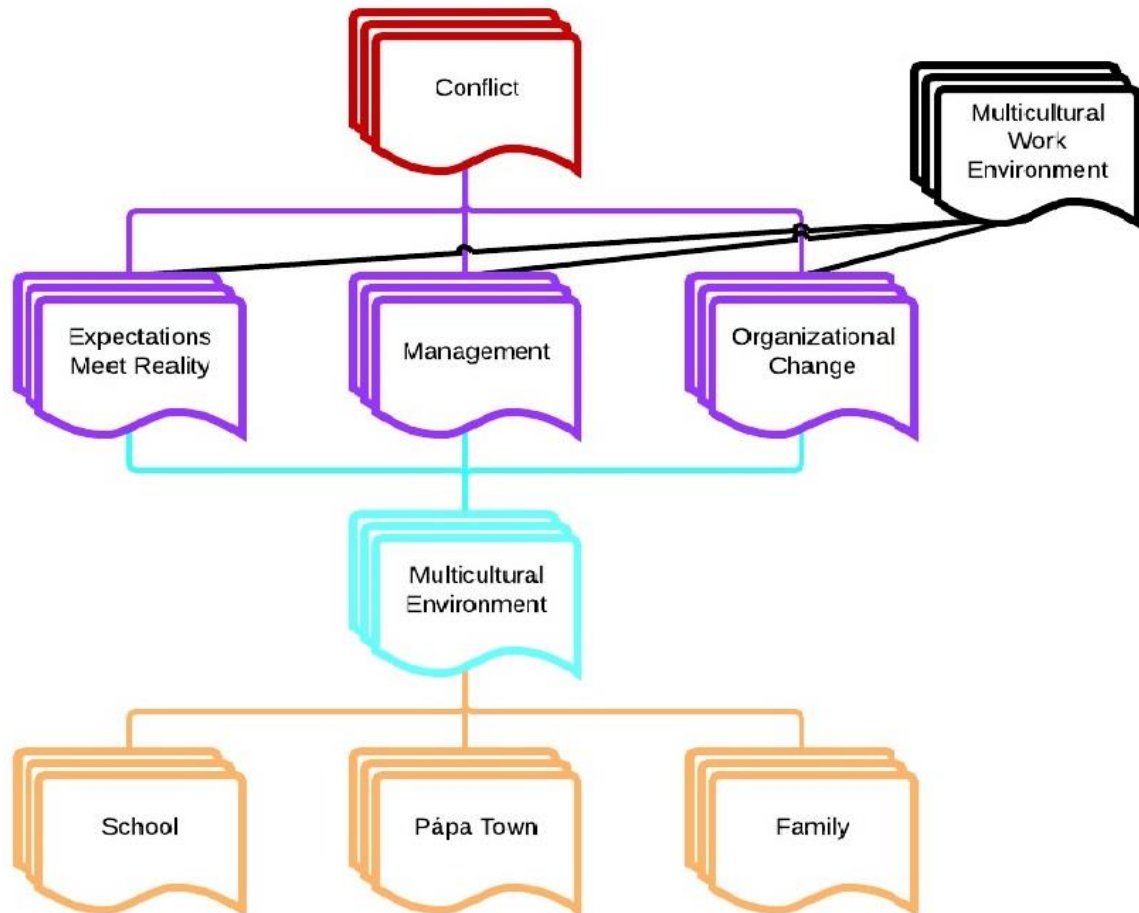 Conflict
Multicultural
Work
Environment
Expectations
Meet Reality
Management
Organizational
Change
Multicultural
Environment
School
Pápa Town
Family